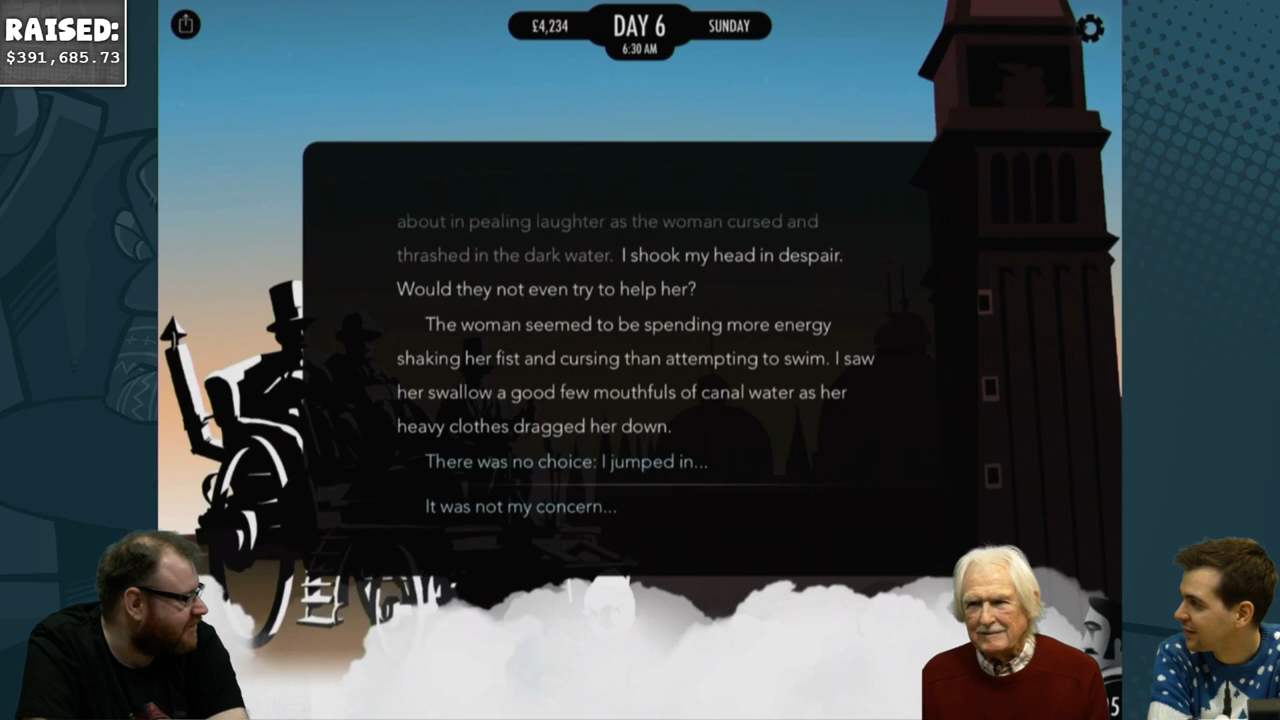 RAISED:
$391,685.73
£4,234
DAY 6
6:30 AM
SUNDAY
about in pealing laughter as the woman cursed and
thrashed in the dark water. I shook my head in despair.
Would they not even try to help her?
The woman seemed to be spending more energy
shaking her fist and cursing than attempting to swim. I saw
her swallow a good few mouthfuls of canal water as her
heavy clothes dragged her down.
There was no choice: I jumped in...
It was not my concern...